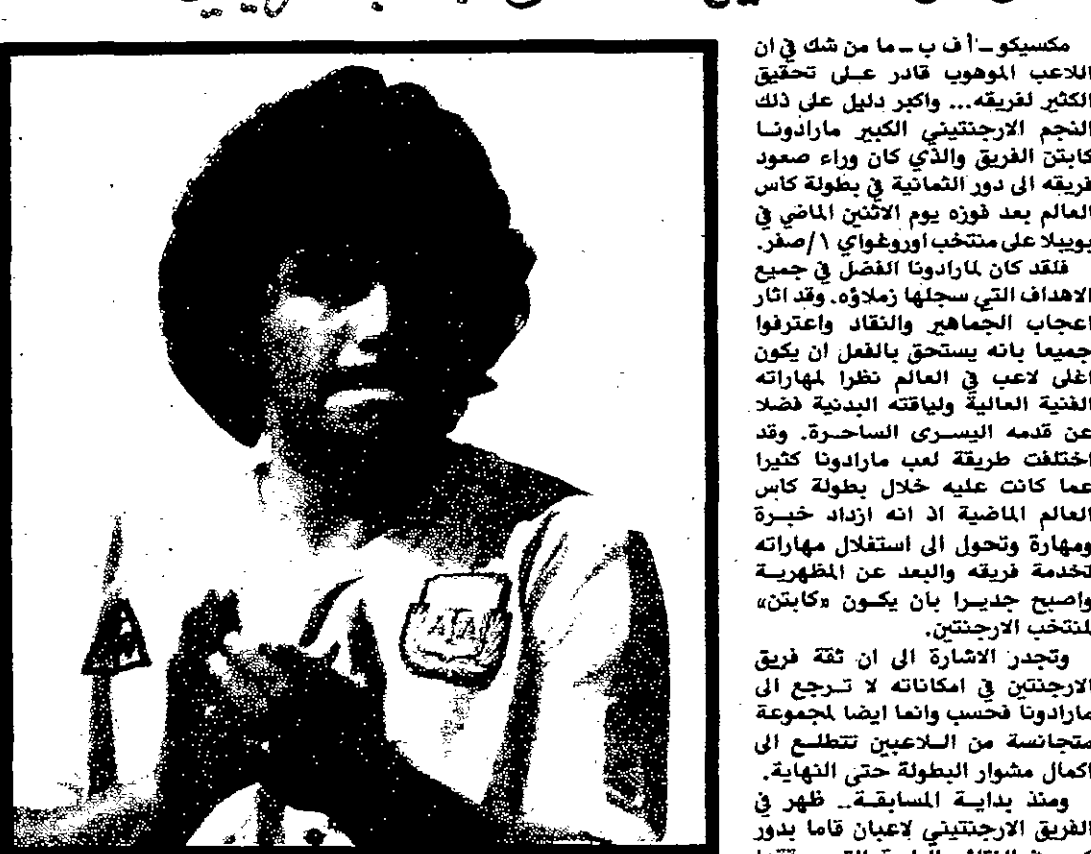 مكسيكو ـ أ ف ب ـ ما من شك في ان
اللاعب الموهوب قادر على تحقيق
الكثير لفريقه... واكبر دليل على ذلك
النجم الارجنتيني الكبير مارادونا
كابتن الفريق والذي كان وراء صعود
فريقه الى دور الثمانية في بطولة كاس
العالم بعد فوزه يوم الاثنين الماضي في
بويبلا على منتخب اوروغواي ١/صفر.
فلقد كان لمارادونا الفضل في جميع
الاهداف التي سجلها زملاؤه. وقد اثار
اعجاب الجماهير والنقاد واعترفوا
جميعا بانه يستحق بالفعل ان يكون
اغلى لاعب في العالم نظرا لمهاراته
الفنية العالية ولياقته البدنية فضلا
عن قدمه اليسرى الساحرة. وقد
اختلفت طريقة لعب مارادونا كثيرا
عما كانت عليه خلال بطولة كاس
العالم الماضية اذ انه ازداد خبرة
ومهارة وتحول الى استغلال مهاراته
لخدمة فريقه والبعد عن المظهرية
واصبح جديرا بان يكون «كابتن»
لمنتخب الارجنتين.
وتجدر الاشارة الى ان ثقة فريق
الارجنتين في امكاناته لا ترجع الى
مارادونا فحسب وانما ايضا لمجموعة
متجانسة من اللاعبين تتطلع الى
اكمال مشوار البطولة حتى النهاية.
ومنذ بداية المسابقة.. ظهر في
الفريق الارجنتيني لاعبان قاما بدور
AFA